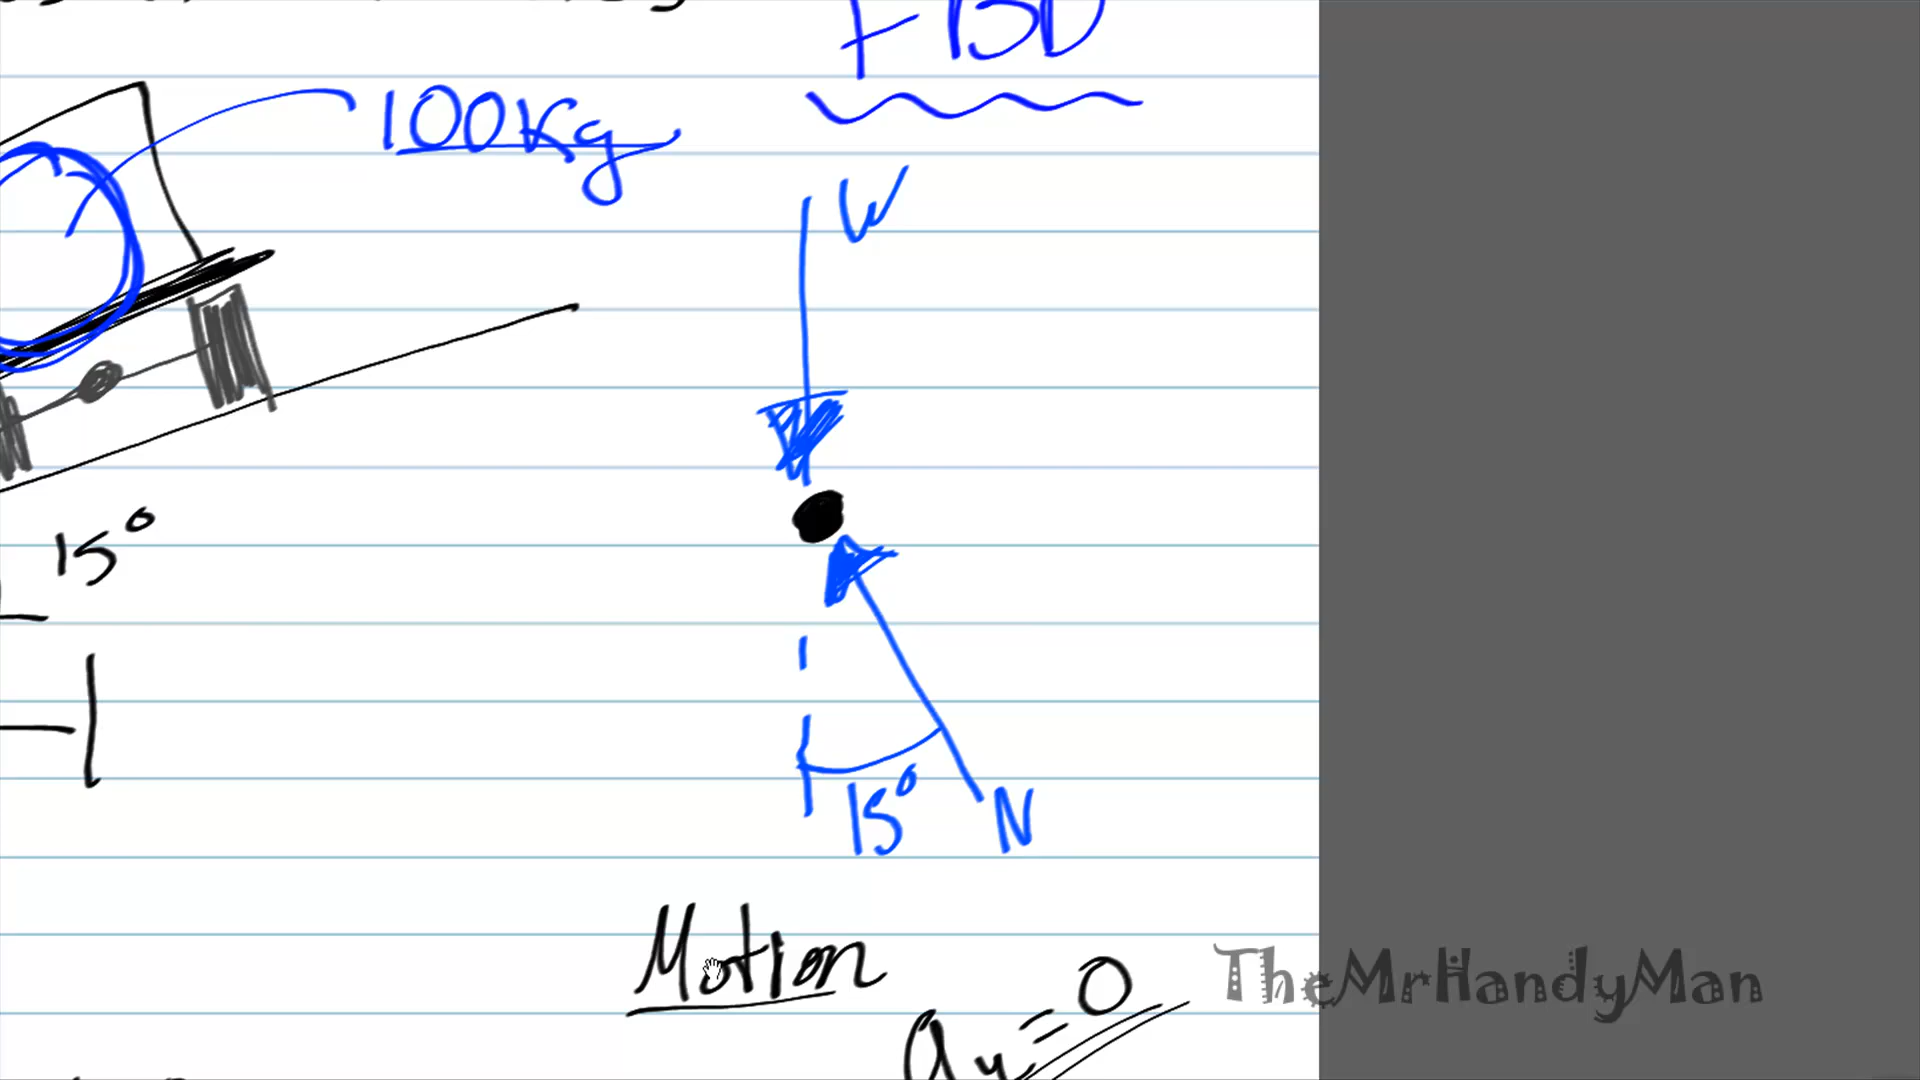 FBD
100Kg
W
15°
15°
N
Motion
ay = 0
TheMrHandyMan